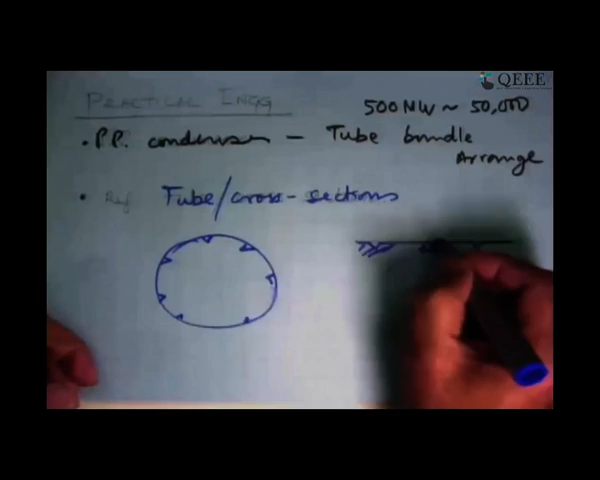 QEEE
PRACTICAL ENGG
500 MW ~ 50,000
• P.P. condenser - Tube bundle
Arrange
• Ref Tube/cross-sections